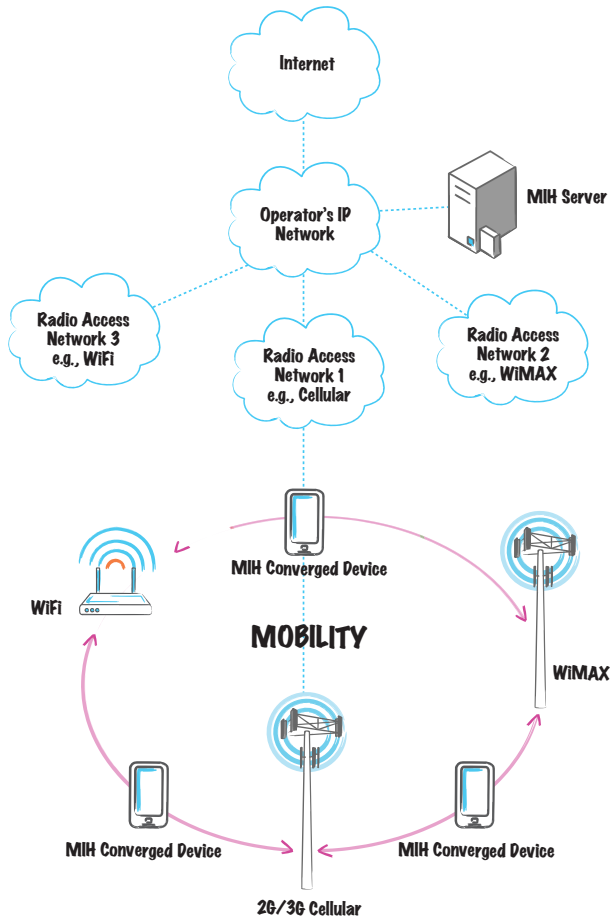 Internet
Operator's IP
Network
MIH Server
Radio Access
Network 3
e.g., WiFi
Radio Access
Network 1
e.g., Cellular
Radio Access
Network 2
e.g., WiMAX
MIH Converged Device
WiFi
MOBILITY
WiMAX
MIH Converged Device
MIH Converged Device
2G/3G Cellular